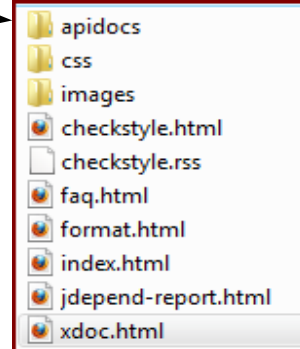 apidocs
css
images
checkstyle.html
checkstyle.rss
faq.html
format.html
index.html
jdepend-report.html
xdoc.html